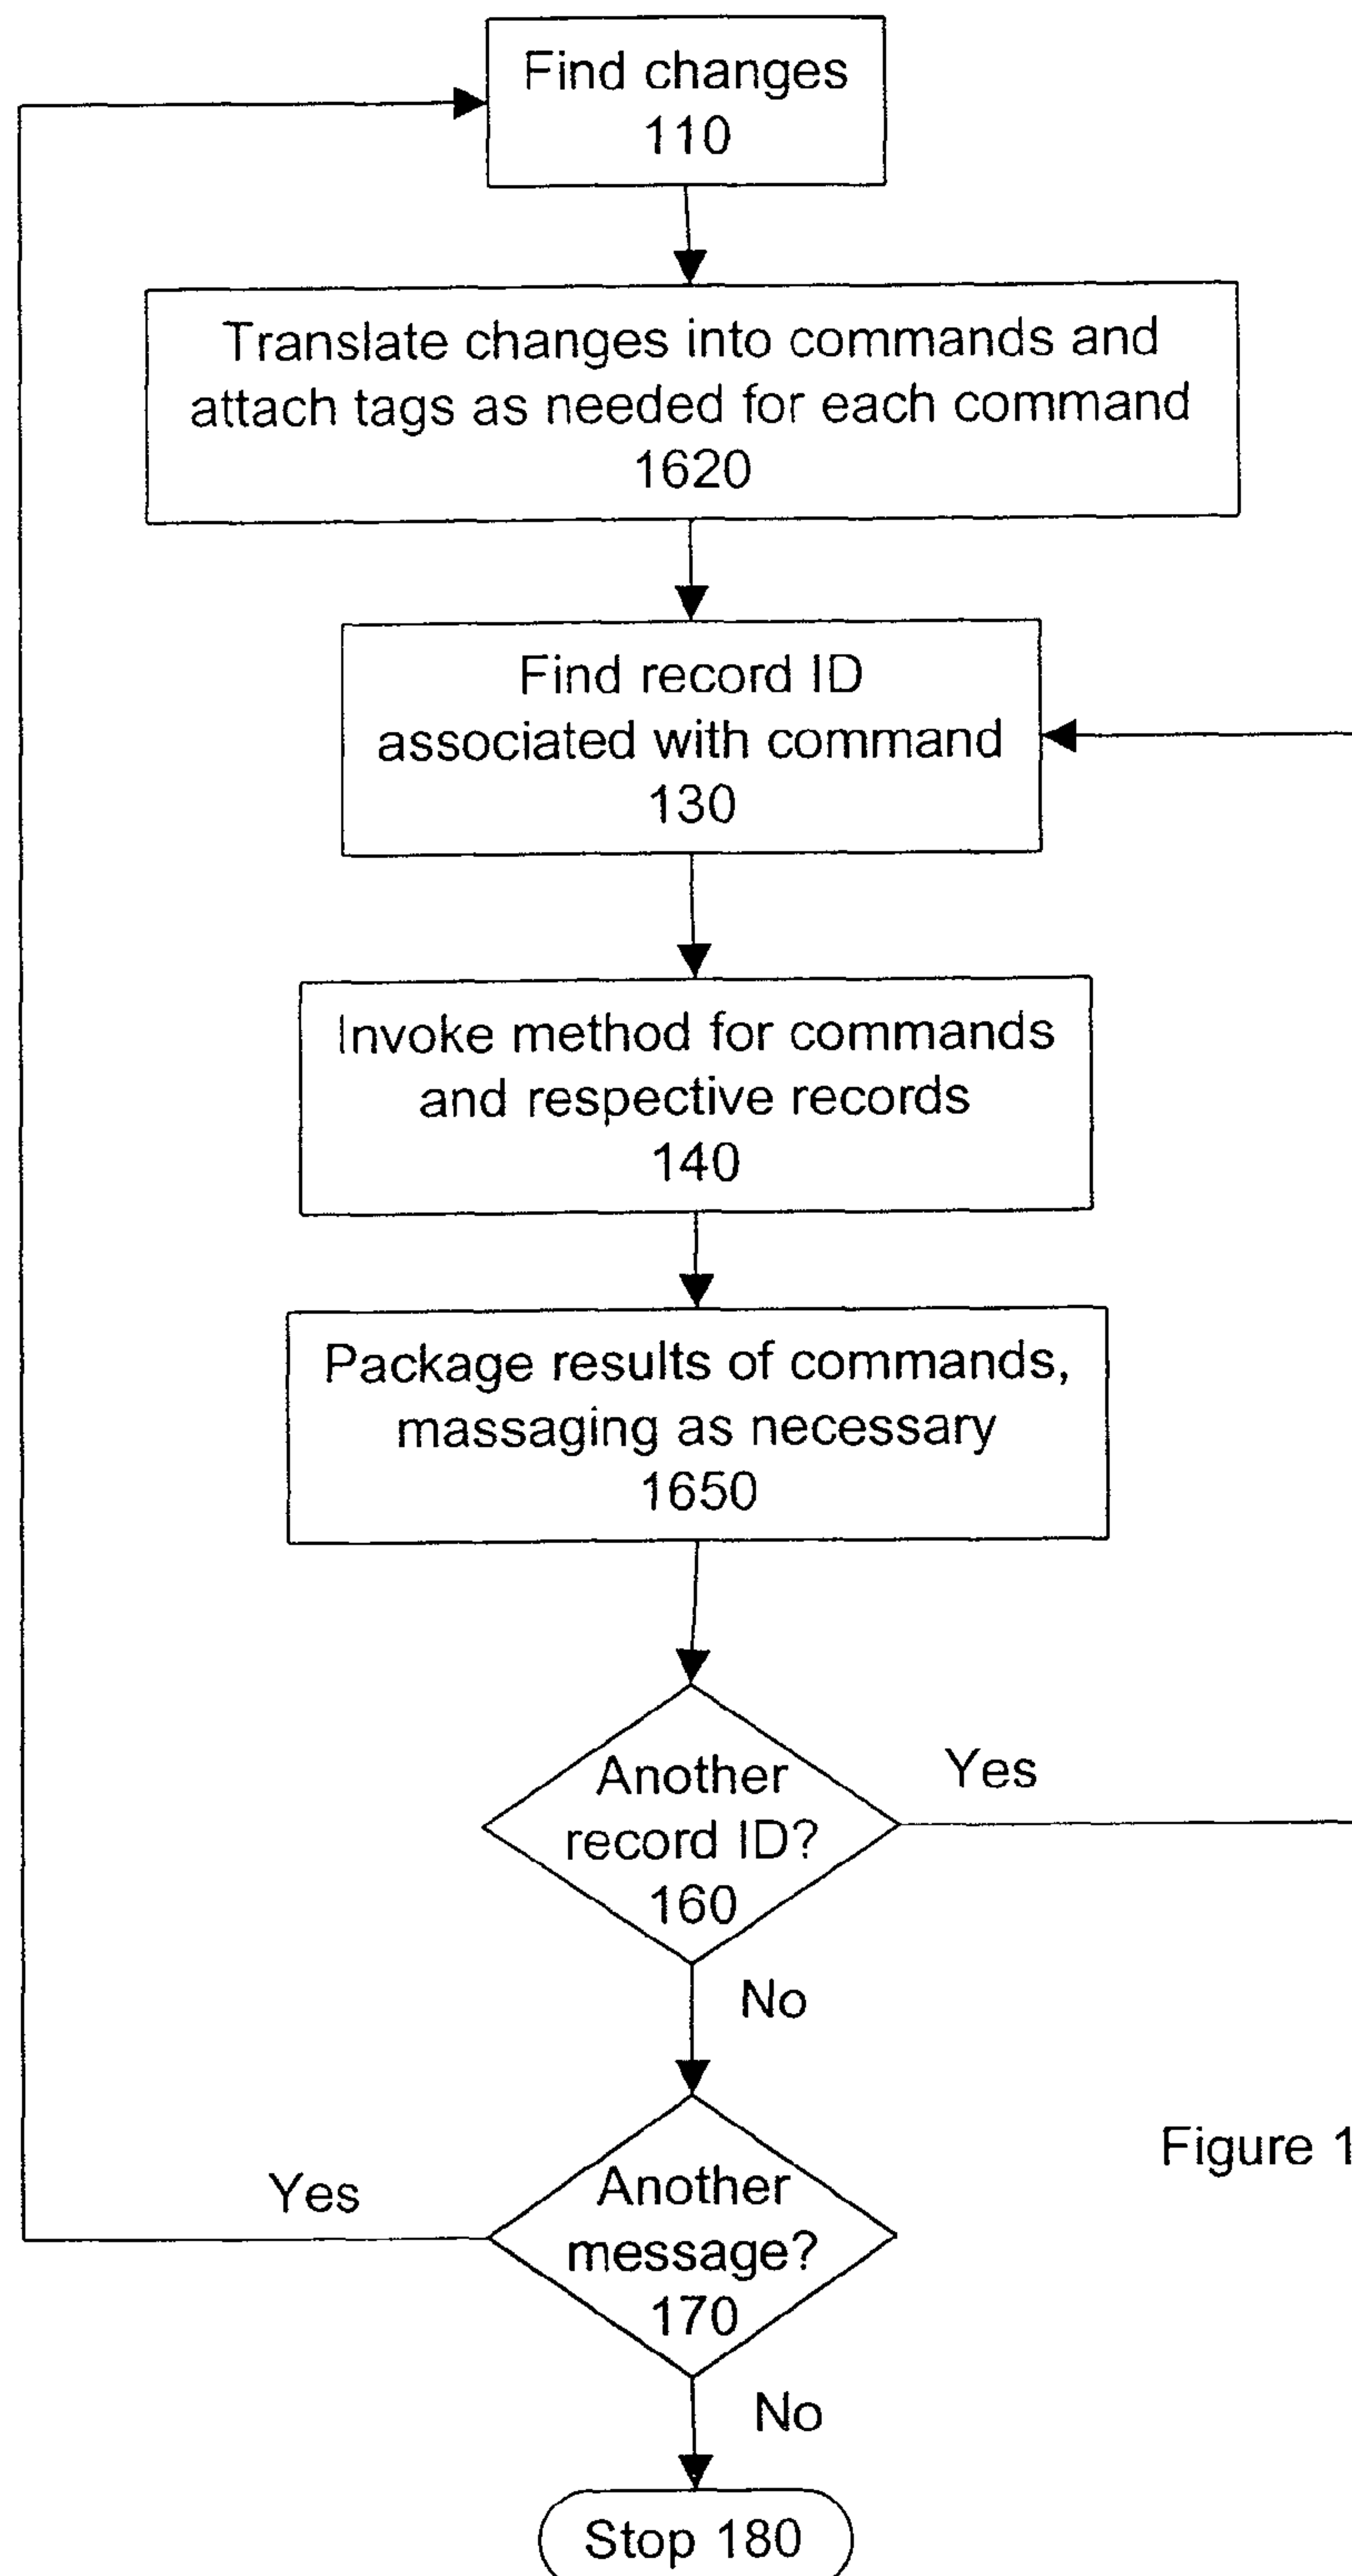 Find changes
110
Translate changes into commands and
attach tags as needed for each command
1620
Find record ID
associated with command
130
Invoke method for commands
and respective records
140
Package results of commands,
massaging as necessary
1650
Another
record ID?
160
Yes
No
Figure 1
Another
message?
170
Yes
No
Stop 180